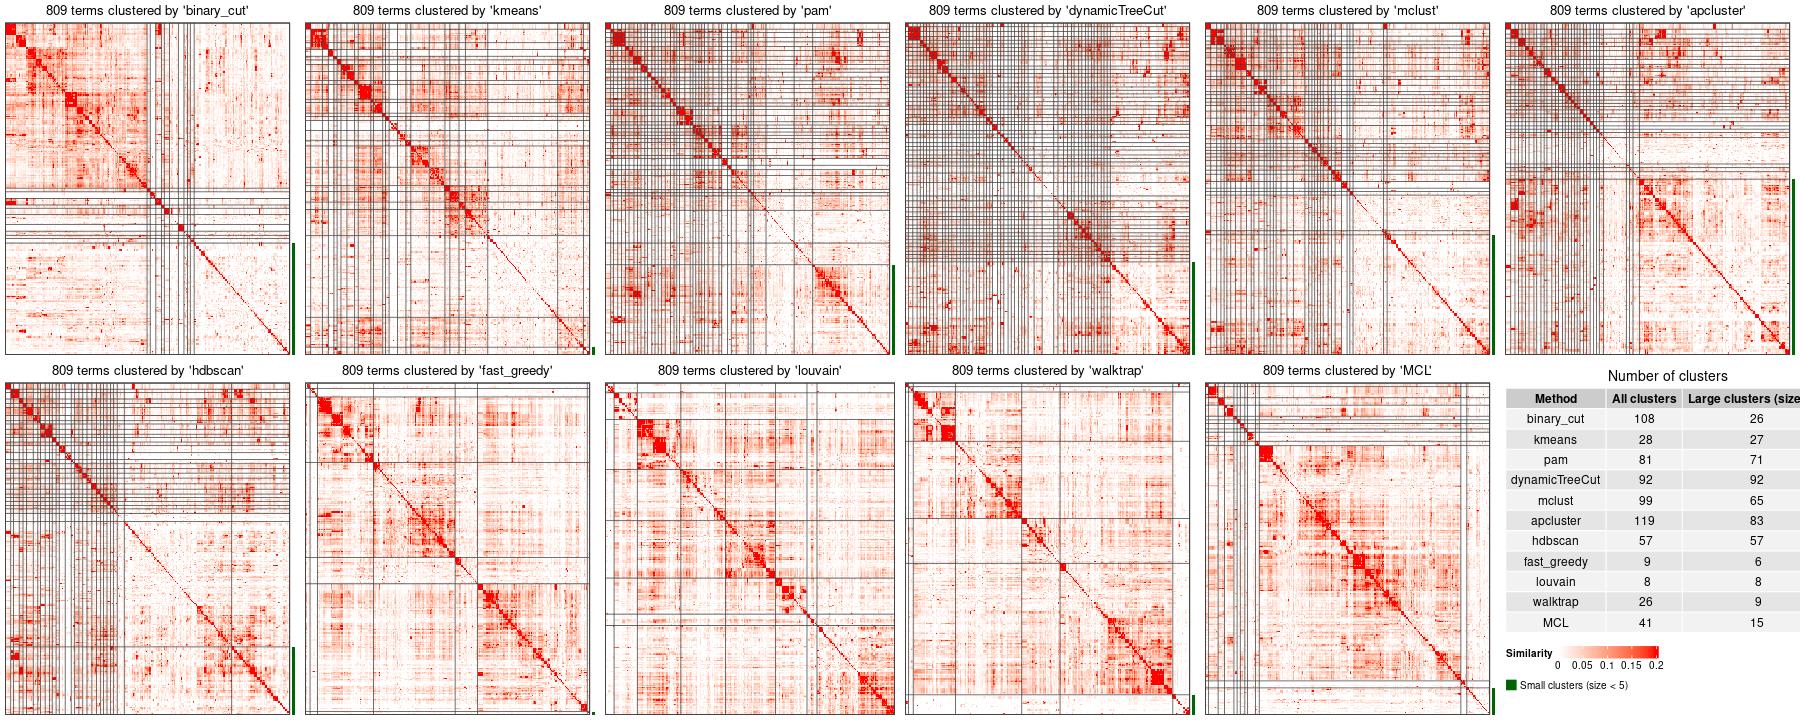 809 terms clustered by 'binary_cut'
809 terms clustered by 'kmeans'
809 terms clustered by 'pam'
809 terms clustered by 'dynamicTreeCut'
809 terms clustered by 'mclust'
809 terms clustered by 'apcluster'
809 terms clustered by 'hdbscan'
809 terms clustered by 'fast_greedy'
809 terms clustered by 'louvain'
809 terms clustered by 'walktrap'
809 terms clustered by 'MCL'
Number of clusters
Method All clusters Large clusters (size
binary_cut 108 26
kmeans 28 27
pam 81 71
dynamicTreeCut 92 92
mclust 99 65
apcluster 119 83
hdbscan 57 57
fast_greedy 9 6
louvain 8 8
walktrap 26 9
MCL 41 15
Similarity
0 0.05 0.1 0.15 0.2
Small clusters (size < 5)